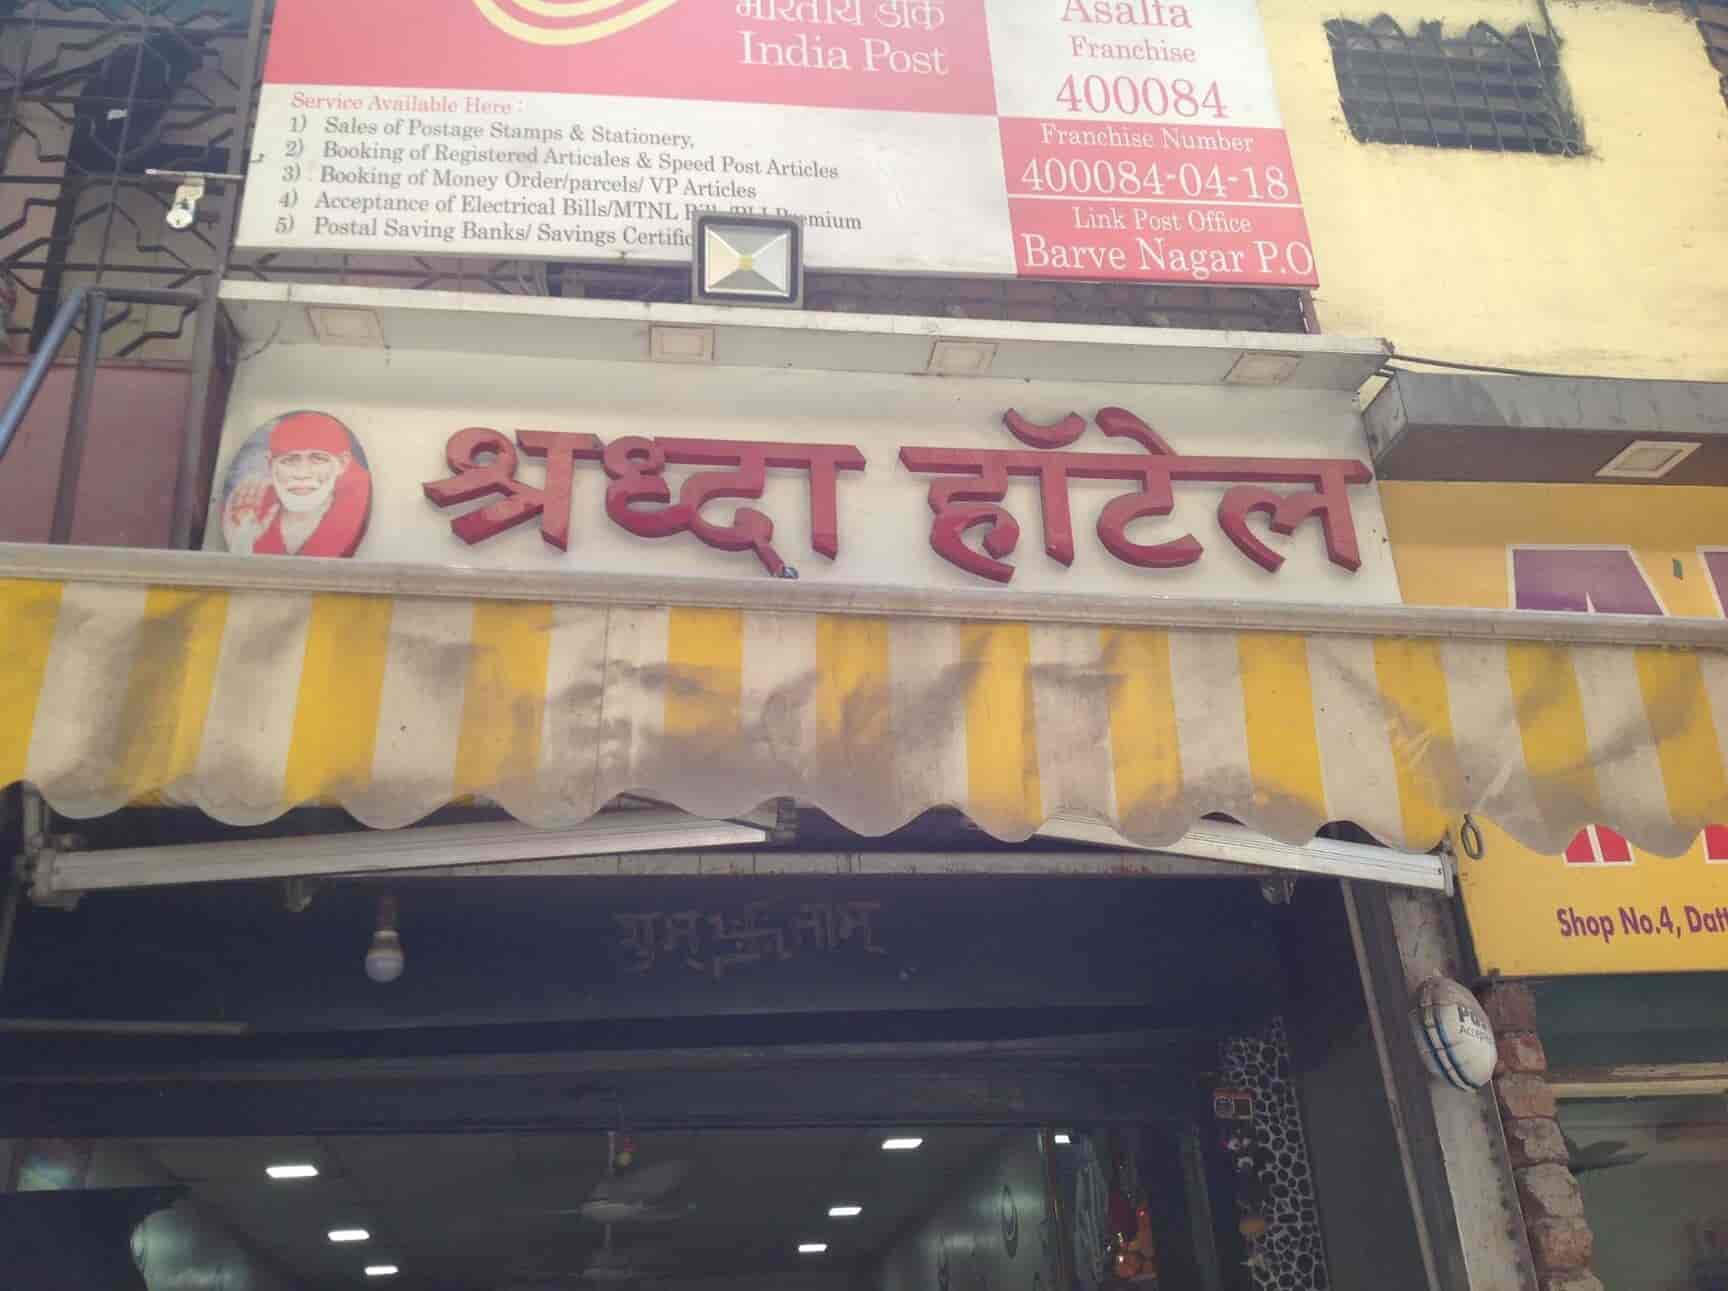 भारतीय डाक
India Post
Asalfa
Franchise
400084
Franchise Number
400084-04-18
Link Post Office
Barve Nagar P.O
Service Available Here :
1) Sales of Postage Stamps & Stationery,
2) Booking of Registered Articales & Speed Post Articles
3) Booking of Money Order/parcels/ VP Articles
4) Acceptance of Electrical Bills/MTNL Premium
5) Postal Saving Banks/ Savings
श्रध्दा हॉटेल
शुभ लाभ
Shop No.4,